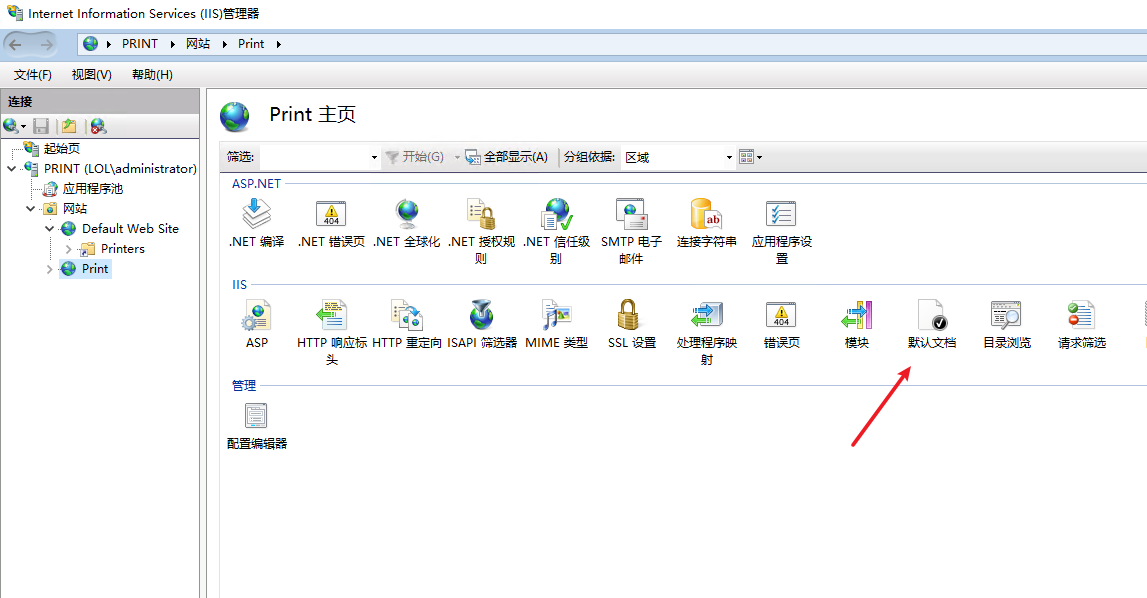 Internet Information Services (IIS)管理器
PRINT 网站 Print
文件(F) 视图(V) 帮助(H)
连接
起始页
PRINT (LOL\administrator)
应用程序池
网站
Default Web Site
Printers
Print
Print 主页
筛选: 开始(G) 全部显示(A) 分组依据: 区域
ASP.NET
.NET 编译 .NET 错误页 .NET 全球化 .NET 授权规 .NET 信任级 SMTP 电子 连接字符串 应用程序设
则 别 邮件 置
404
ab
IIS
404
ASP HTTP 响应标 HTTP 重定向 ISAPI 筛选器 MIME 类型 SSL 设置 处理程序映 错误页 模块 默认文档 目录浏览 请求筛选
头 射
管理
配置编辑器